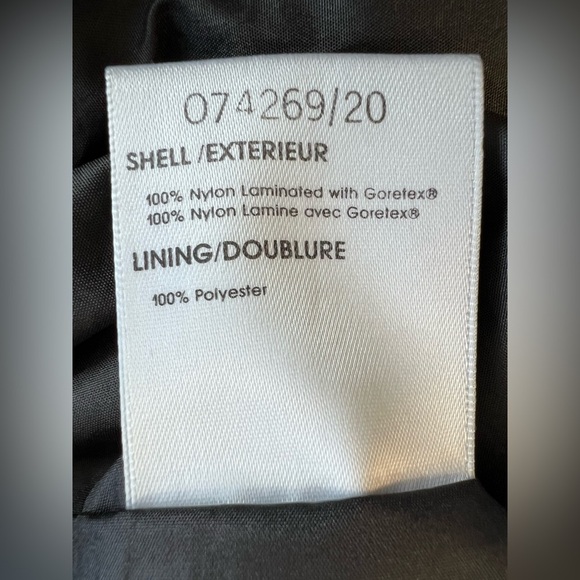 074269/20
SHELL/EXTERIEUR
100% Nylon Laminated with Goretex®
100% Nylon Lamine avec Goretex®
LINING/DOUBLURE
100% Polyester